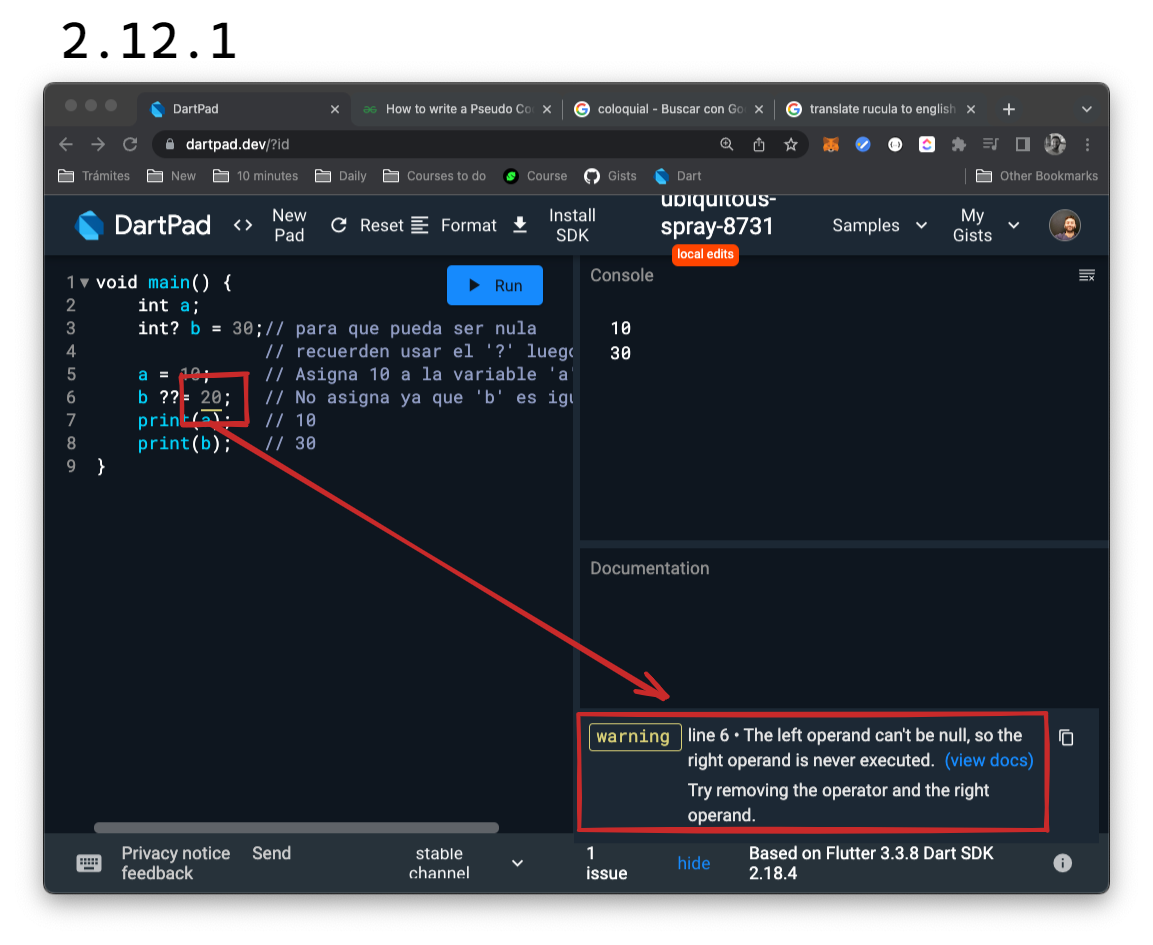 2.12.1
DartPad
How to write a Pseudo Co
coloquial - Buscar con Go
translate rucula to english
dartpad.dev/?id
Trámites
New
10 minutes
Daily
Courses to do
Course
Gists
Dart
Other Bookmarks
DartPad
<>
New
Pad
Reset
Format
Install
SDK
ubiquitous-
spray-8731
local edits
Samples
My
Gists
1 void main() {
2 int a;
3 int? b = 30;// para que pueda ser nula
4 // recuerden usar el '?' luego
5 a = 10; // Asigna 10 a la variable 'a'
6 b ??= 20; // No asigna ya que 'b' es igu
7 print(a); // 10
8 print(b); // 30
9 }
Run
Console
10
30
Documentation
warning
line 6 • The left operand can't be null, so the
right operand is never executed. (view docs)
Try removing the operator and the right
operand.
Privacy notice
feedback
Send
stable
channel
1
issue
hide
Based on Flutter 3.3.8 Dart SDK
2.18.4